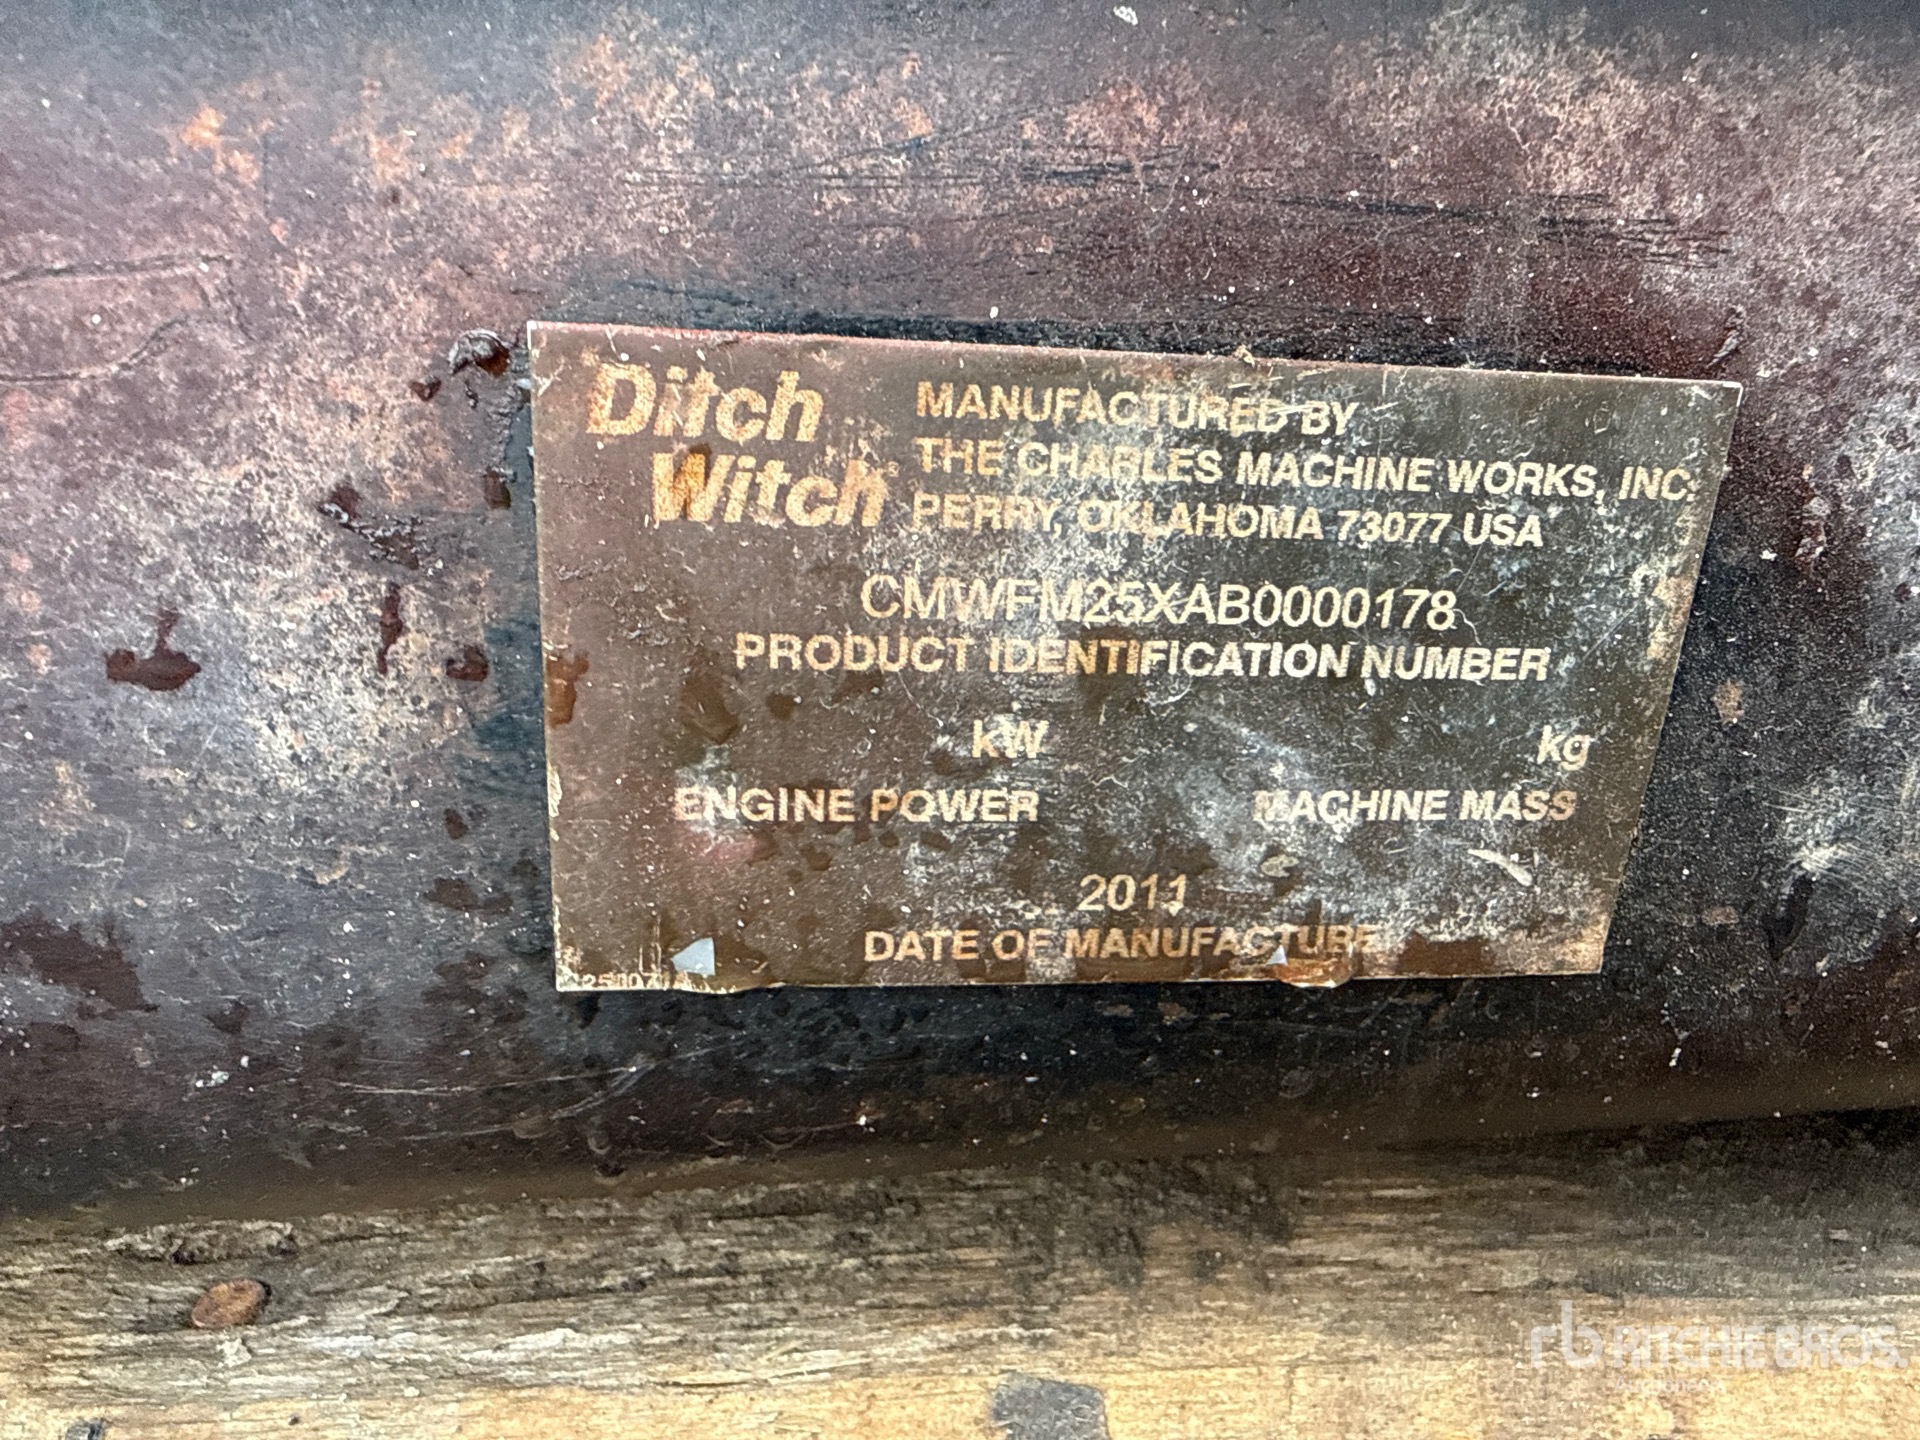 Ditch
Witch
MANUFACTURED BY
THE CHARLES MACHINE WORKS, INC.
PERRY, OKLAHOMA 73077 USA
CMWFM25XAB0000178
PRODUCT IDENTIFICATION NUMBER
kW
kg
ENGINE POWER
MACHINE MASS
2011
DATE OF MANUFACTURE
rb RITCHIE BROS.
Auctioneers